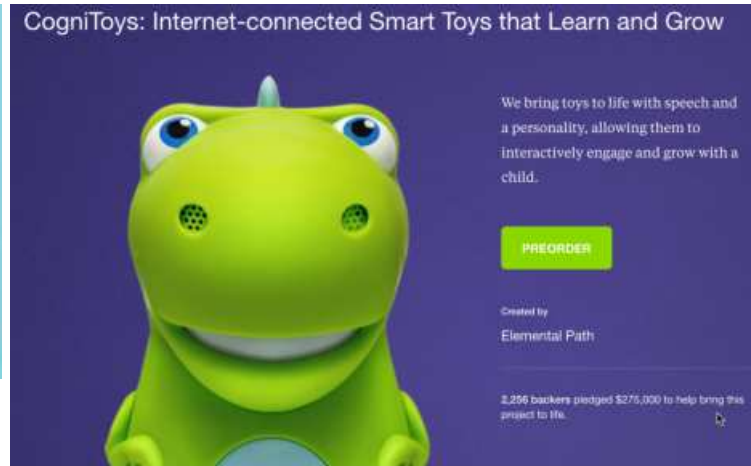 CogniToys: Internet-connected Smart Toys that Learn and Grow
We bring toys to life with speech and
a personality, allowing them to
interactively engage and grow with a
child.
PREORDER
Created by
Elemental Path
2,256 backers pledged $275,000 to help bring this
project to life.